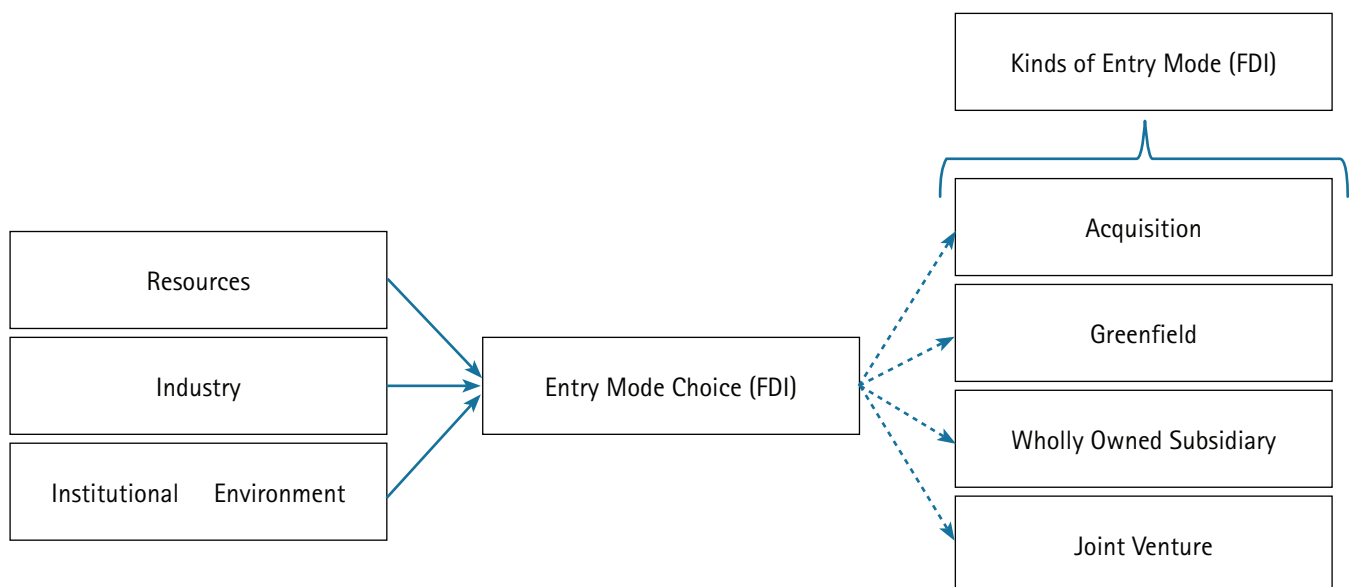 Kinds of Entry Mode (FDI)
Acquisition
Resources
Greenfield
Industry
Entry Mode Choice (FDI)
Wholly Owned Subsidiary
Institutional Environment
Joint Venture